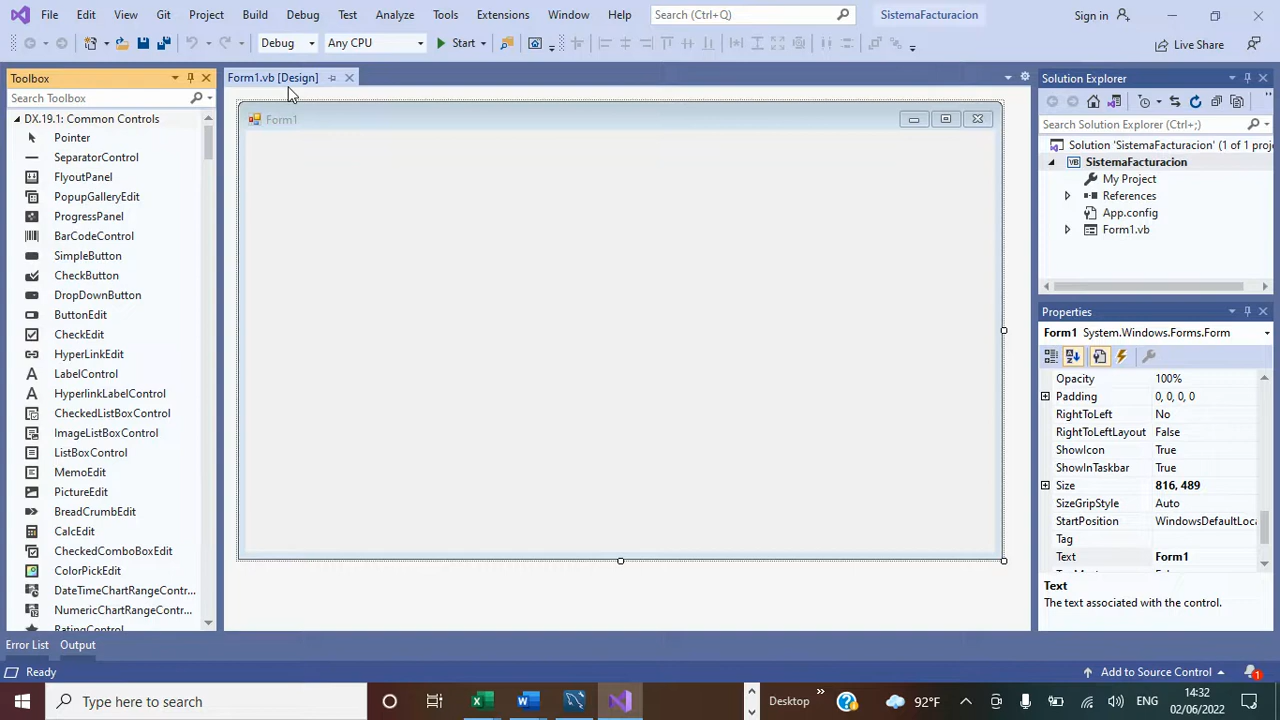 File Edit View Git Project Build Debug Test Analyze Tools Extensions Window Help Search (Ctrl+Q) SistemaFacturacion Sign in
Debug Any CPU Start Live Share
Toolbox
Form1.vb [Design]
Solution Explorer
Search Toolbox
DX.19.1: Common Controls
Pointer
SeparatorControl
FlyoutPanel
PopupGalleryEdit
ProgressPanel
BarCodeControl
SimpleButton
CheckButton
DropDownButton
ButtonEdit
CheckEdit
HyperLinkEdit
LabelControl
HyperlinkLabelControl
CheckedListBoxControl
ImageListBoxControl
ListBoxControl
MemoEdit
PictureEdit
BreadCrumbEdit
CalcEdit
CheckedComboBoxEdit
ColorPickEdit
DateTimeChartRangeContr...
NumericChartRangeContr...
RatingControl
Form1
Search Solution Explorer (Ctrl+;)
Solution 'SistemaFacturacion' (1 of 1 proj
VB SistemaFacturacion
My Project
References
App.config
Form1.vb
Properties
Form1 System.Windows.Forms.Form
Opacity 100%
Padding 0, 0, 0, 0
RightToLeft No
RightToLeftLayout False
ShowIcon True
ShowInTaskbar True
Size 816, 489
SizeGripStyle Auto
StartPosition WindowsDefaultLoca
Tag
Text Form1
Text
The text associated with the control.
Error List Output
Ready Add to Source Control 1
Type here to search Desktop 92°F ENG 14:32
02/06/2022